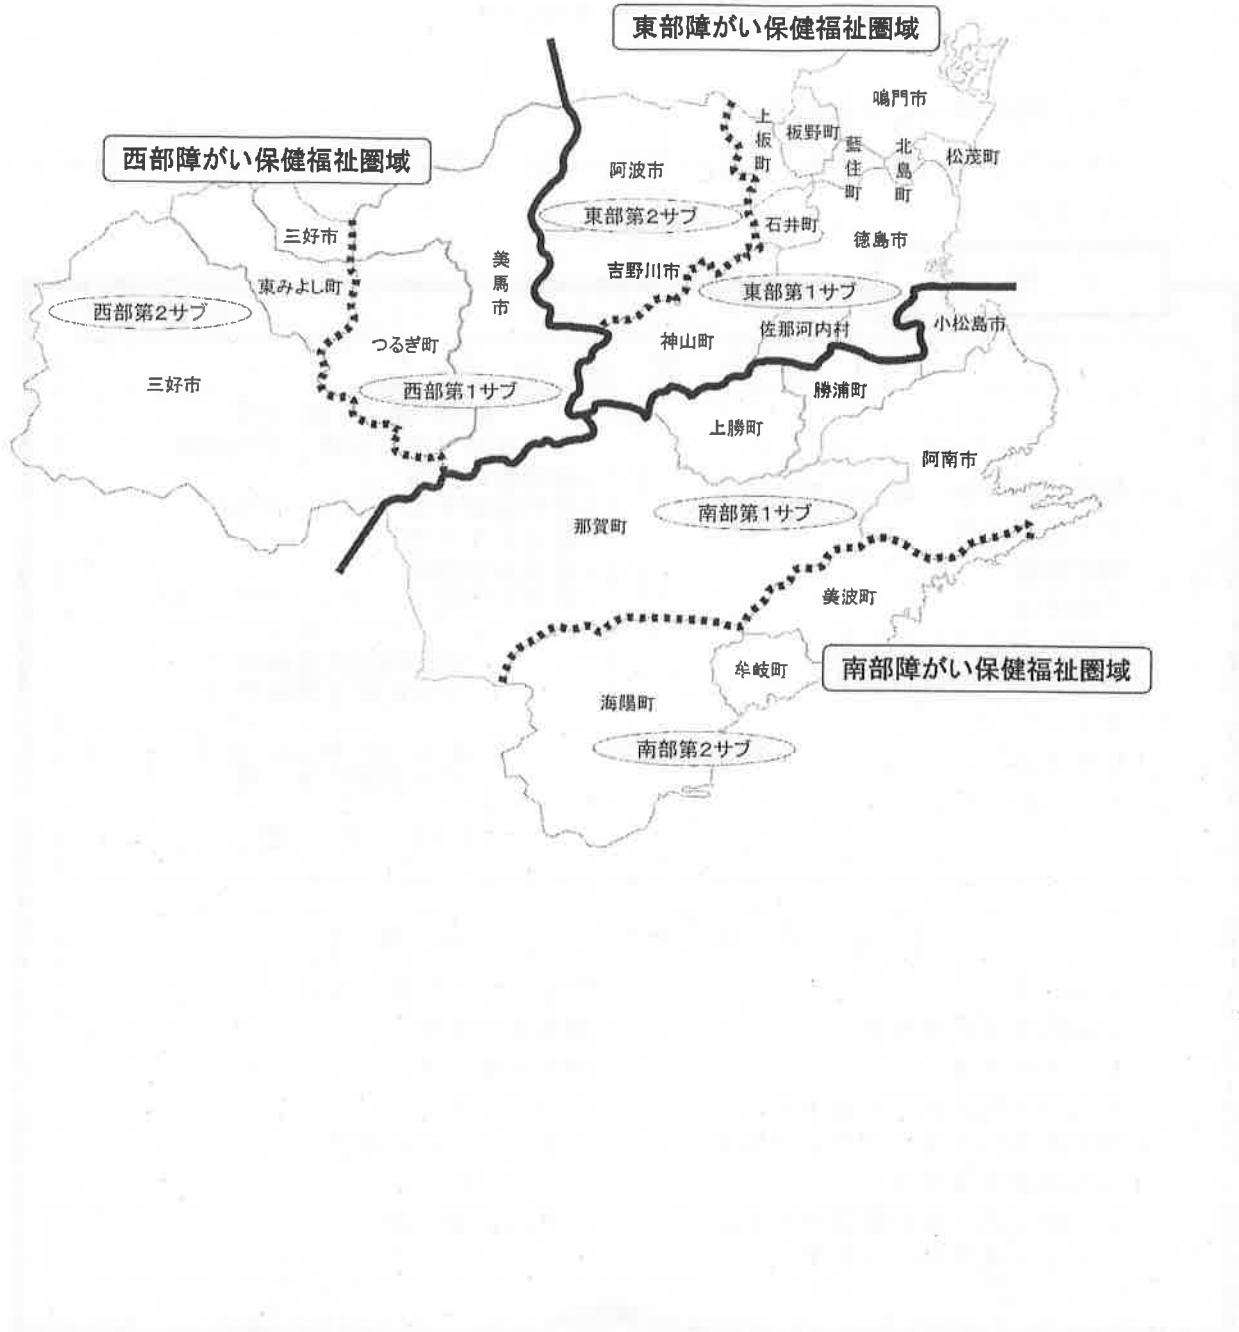 東部障がい保健福祉圏域
鳴門市
上板町
板野町
藍住町
北島町
松茂町
西部障がい保健福祉圏域
阿波市
東部第2サブ
石井町
徳島市
三好市
美馬市
吉野川市
東みよし町
東部第1サブ
西部第2サブ
小松島市
佐那河内村
つるぎ町
神山町
三好市
西部第1サブ
勝浦町
上勝町
阿南市
南部第1サブ
那賀町
美波町
牟岐町
南部障がい保健福祉圏域
海陽町
南部第2サブ